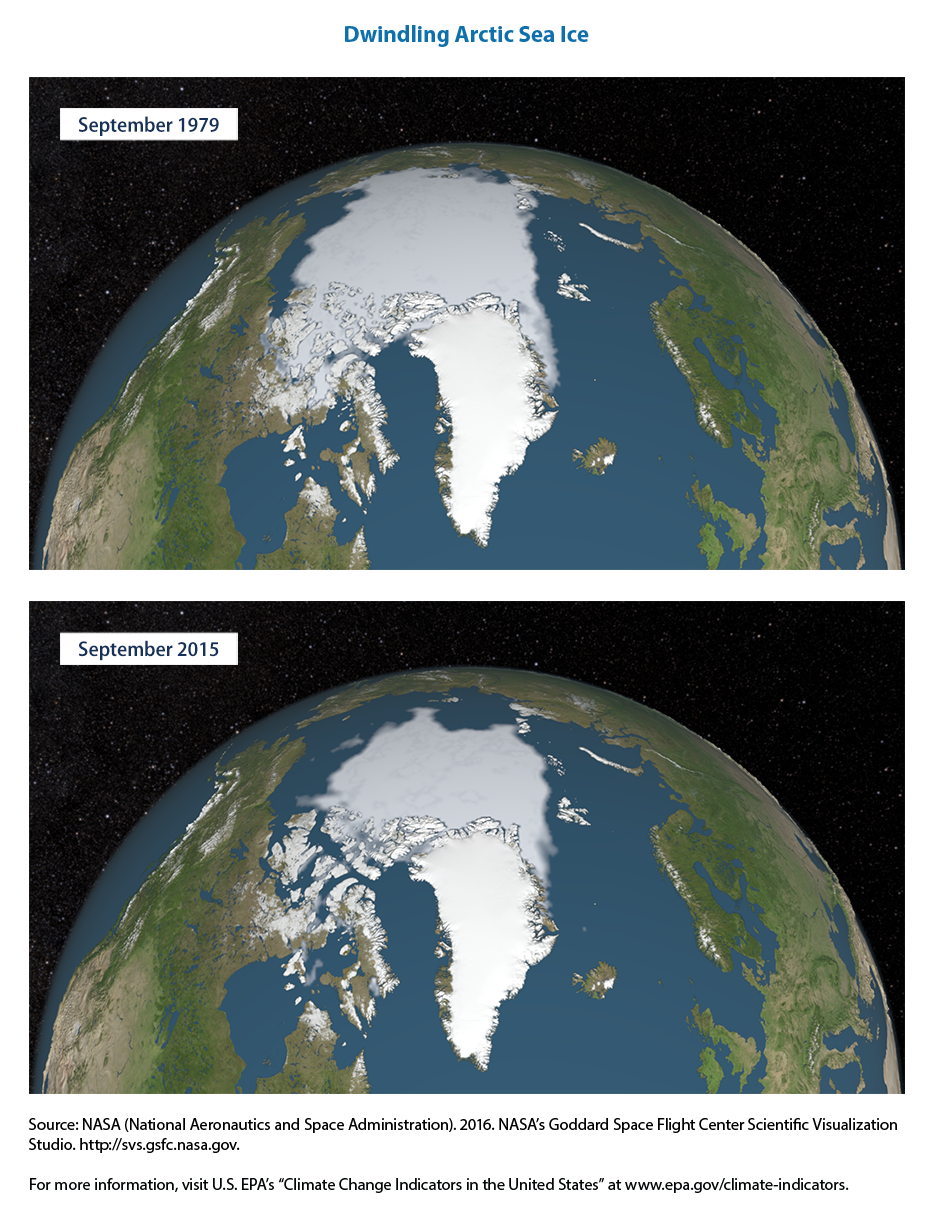 Dwindling Arctic Sea Ice
September 1979
September 2015
Source: NASA (National Aeronautics and Space Administration). 2016. NASA’s Goddard Space Flight Center Scientific Visualization
Studio. http://svs.gsfc.nasa.gov.
For more information, visit U.S. EPA’s “Climate Change Indicators in the United States” at www.epa.gov/climate-indicators.